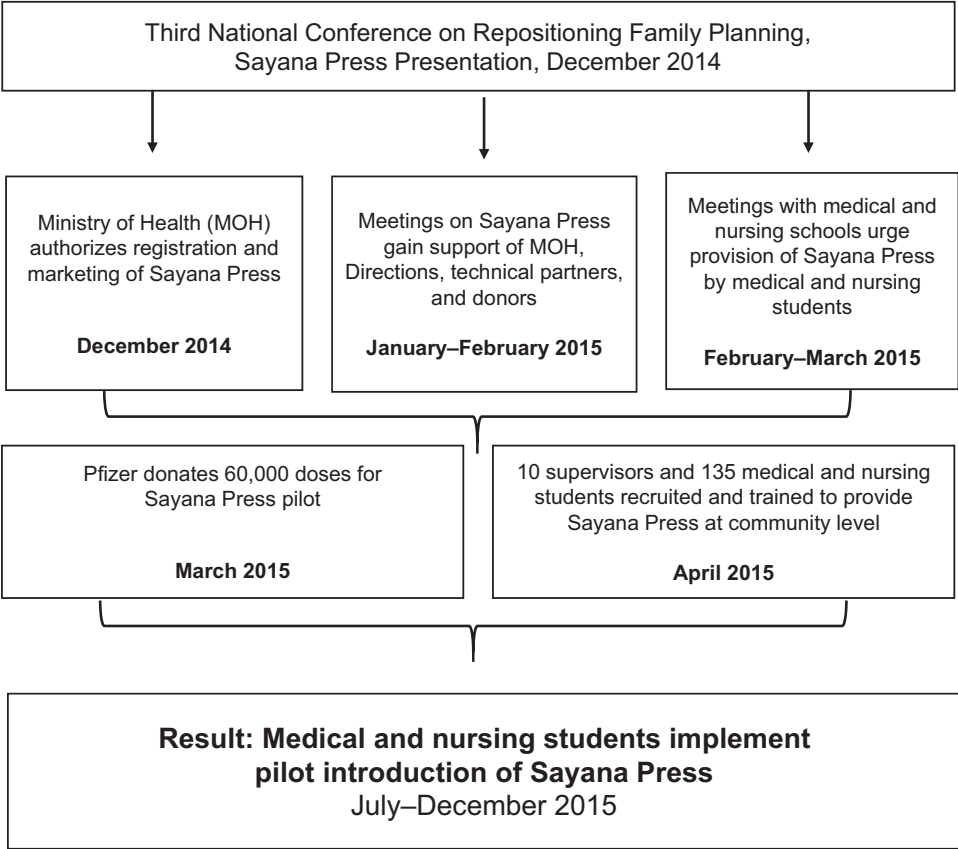 Third National Conference on Repositioning Family Planning,
Sayana Press Presentation, December 2014
Ministry of Health (MOH)
authorizes registration and
marketing of Sayana Press
December 2014
Meetings on Sayana Press
gain support of MOH,
Directions, technical partners,
and donors
January–February 2015
Meetings with medical and
nursing schools urge
provision of Sayana Press
by medical and nursing
students
February–March 2015
Pfizer donates 60,000 doses for
Sayana Press pilot
March 2015
10 supervisors and 135 medical and nursing
students recruited and trained to provide
Sayana Press at community level
April 2015
Result: Medical and nursing students implement
pilot introduction of Sayana Press
July–December 2015